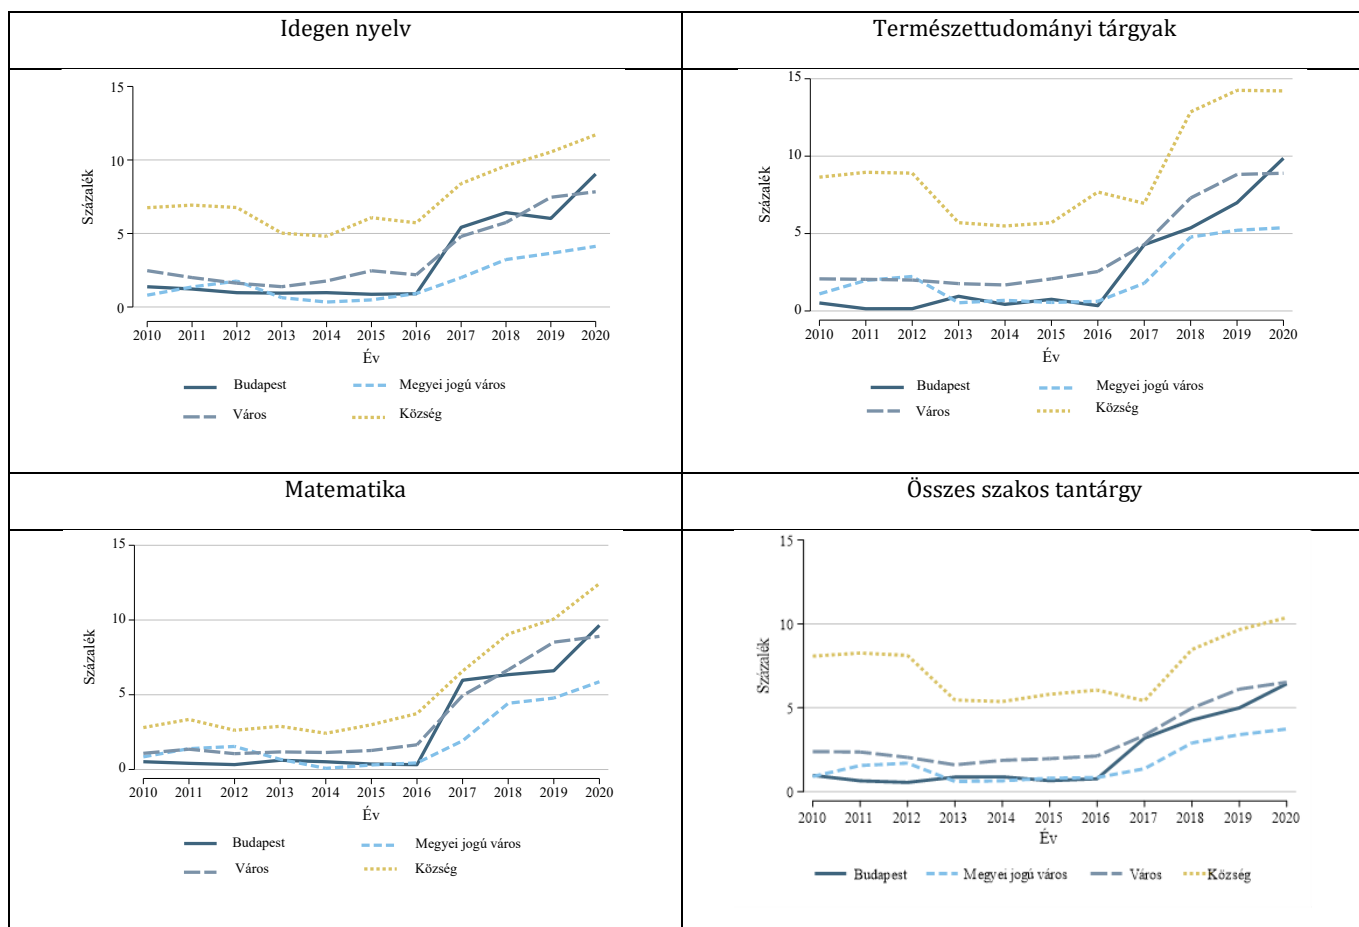 Idegen nyelv
Természettudományi tárgyak
15
10
5
0
Százalék
2010 2011 2012 2013 2014 2015 2016 2017 2018 2019 2020
Év
Budapest
Megyei jogú város
Város
Község
15
10
5
0
Százalék
2010 2011 2012 2013 2014 2015 2016 2017 2018 2019 2020
Év
Budapest
Megyei jogú város
Város
Község
Matematika
Összes szakos tantárgy
15
10
5
0
Százalék
2010 2011 2012 2013 2014 2015 2016 2017 2018 2019 2020
Év
Budapest
Megyei jogú város
Város
Község
15
10
5
0
Százalék
2010 2011 2012 2013 2014 2015 2016 2017 2018 2019 2020
Év
Budapest Megyei jogú város Város Község